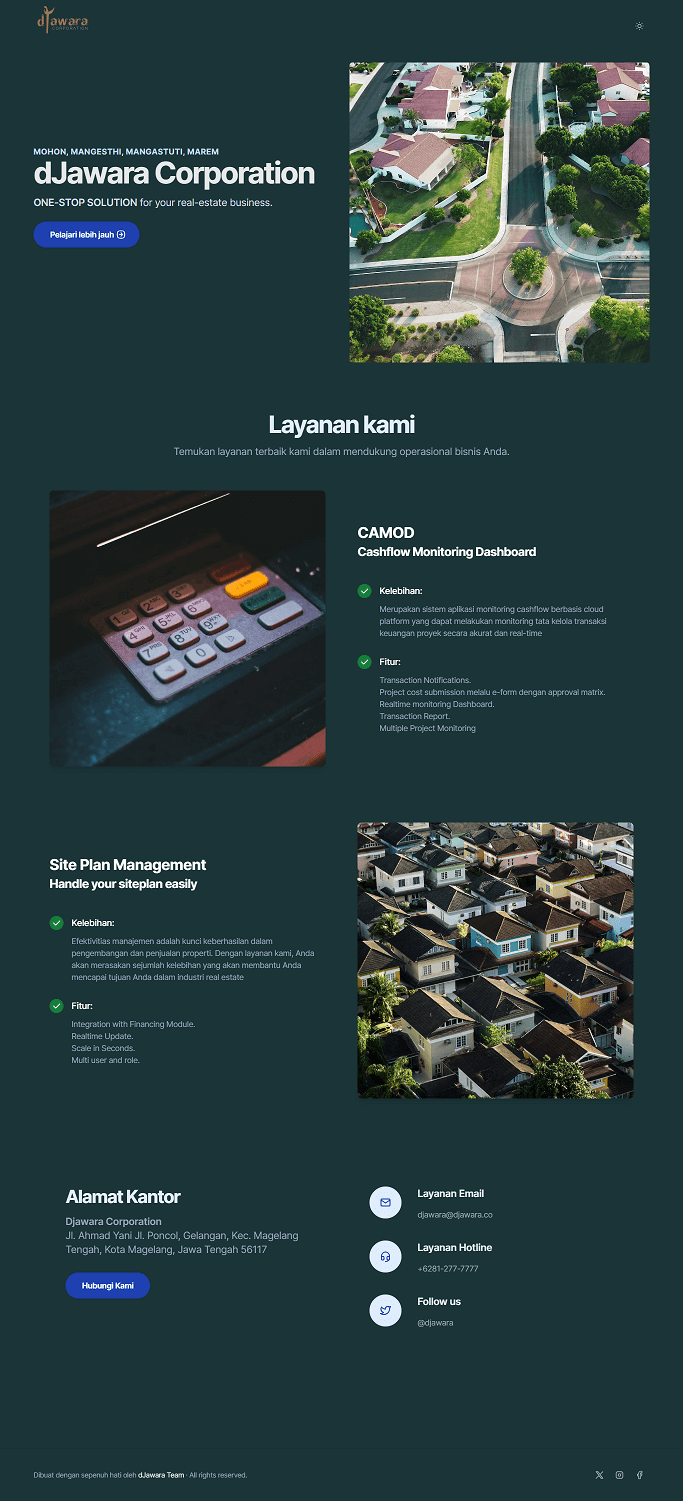 djawara
CORPORATION
MOHON, MANGESTHI, MANGASTUTI, MAREM
dJawara Corporation
ONE-STOP SOLUTION for your real-estate business.
Pelajari lebih jauh
Layanan kami
Temukan layanan terbaik kami dalam mendukung operasional bisnis Anda.
CAMOD
Cashflow Monitoring Dashboard
Kelebihan:
Merupakan sistem aplikasi monitoring cashflow berbasis cloud
platform yang dapat melakukan monitoring tata kelola transaksi
keuangan proyek secara akurat dan real-time
Fitur:
Transaction Notifications.
Project cost submission melalu e-form dengan approval matrix.
Realtime monitoring Dashboard.
Transaction Report.
Multiple Project Monitoring
Site Plan Management
Handle your siteplan easily
Kelebihan:
Efektivitias manajemen adalah kunci keberhasilan dalam
pengembangan dan penjualan properti. Dengan layanan kami, Anda
akan merasakan sejumlah kelebihan yang akan membantu Anda
mencapai tujuan Anda dalam industri real estate
Fitur:
Integration with Financing Module.
Realtime Update.
Scale in Seconds.
Multi user and role.
Alamat Kantor
Djawara Corporation
Jl. Ahmad Yani Jl. Poncol, Gelangan, Kec. Magelang
Tengah, Kota Magelang, Jawa Tengah 56117
Hubungi Kami
Layanan Email
djawara@djawara.co
Layanan Hotline
+6281-277-7777
Follow us
@djawara
Dibuat dengan sepenuh hati oleh dJawara Team · All rights reserved.